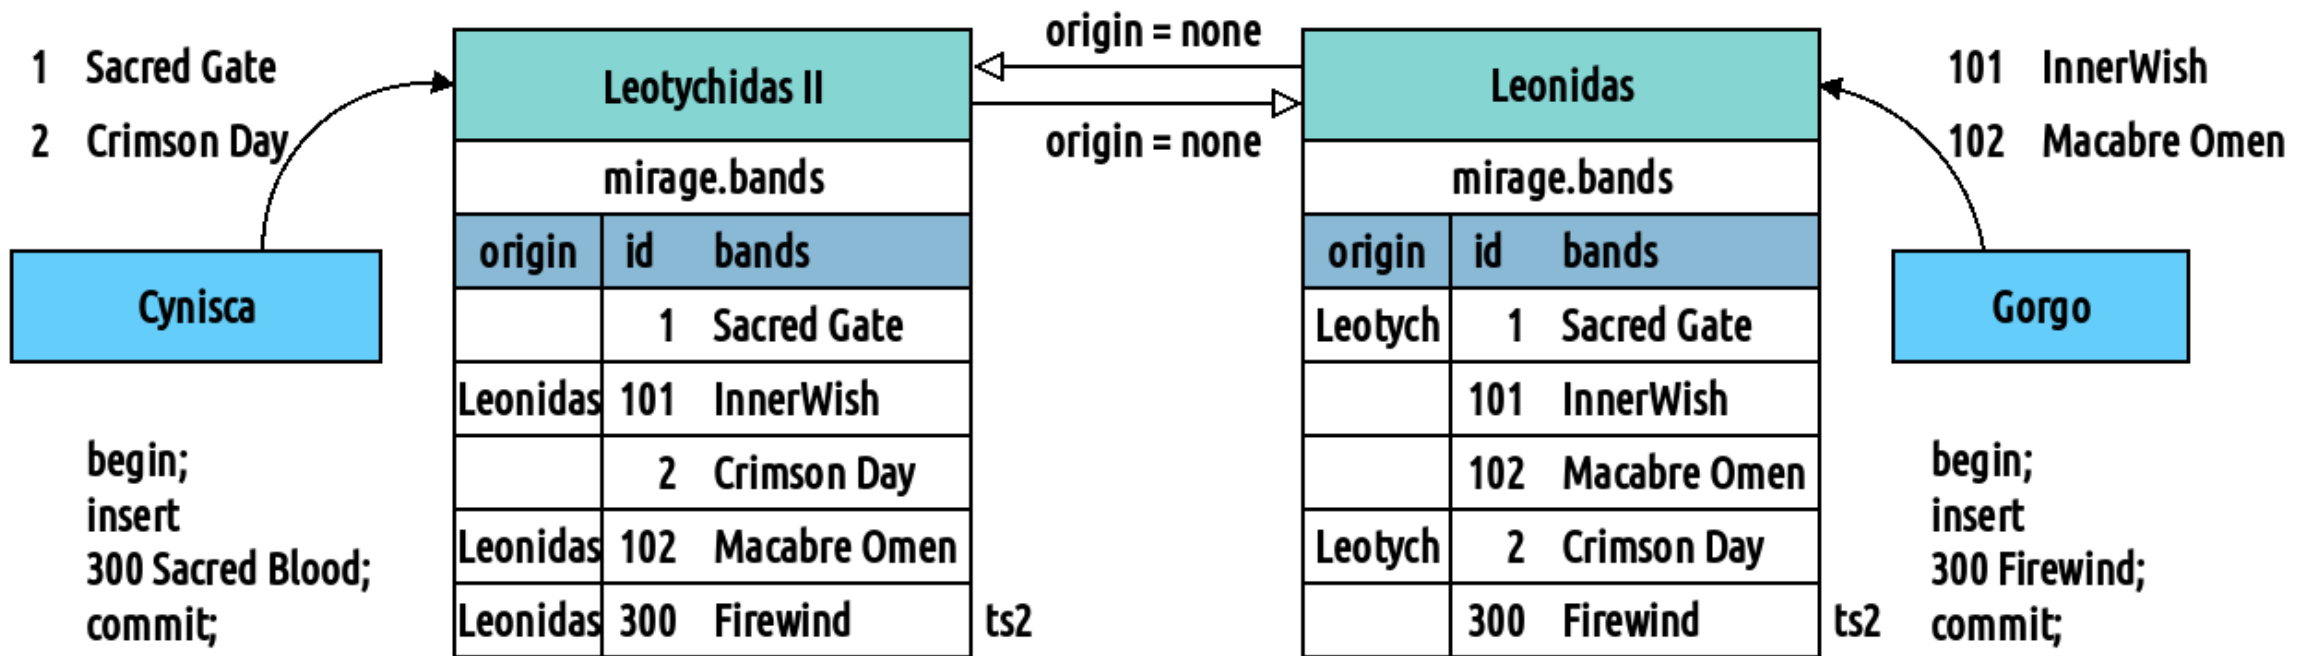 origin = none
1 Sacred Gate
2 Crimson Day
Leotychidas II
Leonidas
101 InnerWish
102 Macabre Omen
origin = none
mirage.bands
mirage.bands
origin id bands
origin id bands
Cynisca
Gorgo
1 Sacred Gate
Leotych 1 Sacred Gate
Leonidas 101 InnerWish
101 InnerWish
2 Crimson Day
102 Macabre Omen
Leonidas 102 Macabre Omen
Leotych 2 Crimson Day
Leonidas 300 Firewind ts2
300 Firewind ts2
begin;
insert
300 Sacred Blood;
commit;
begin;
insert
300 Firewind;
commit;